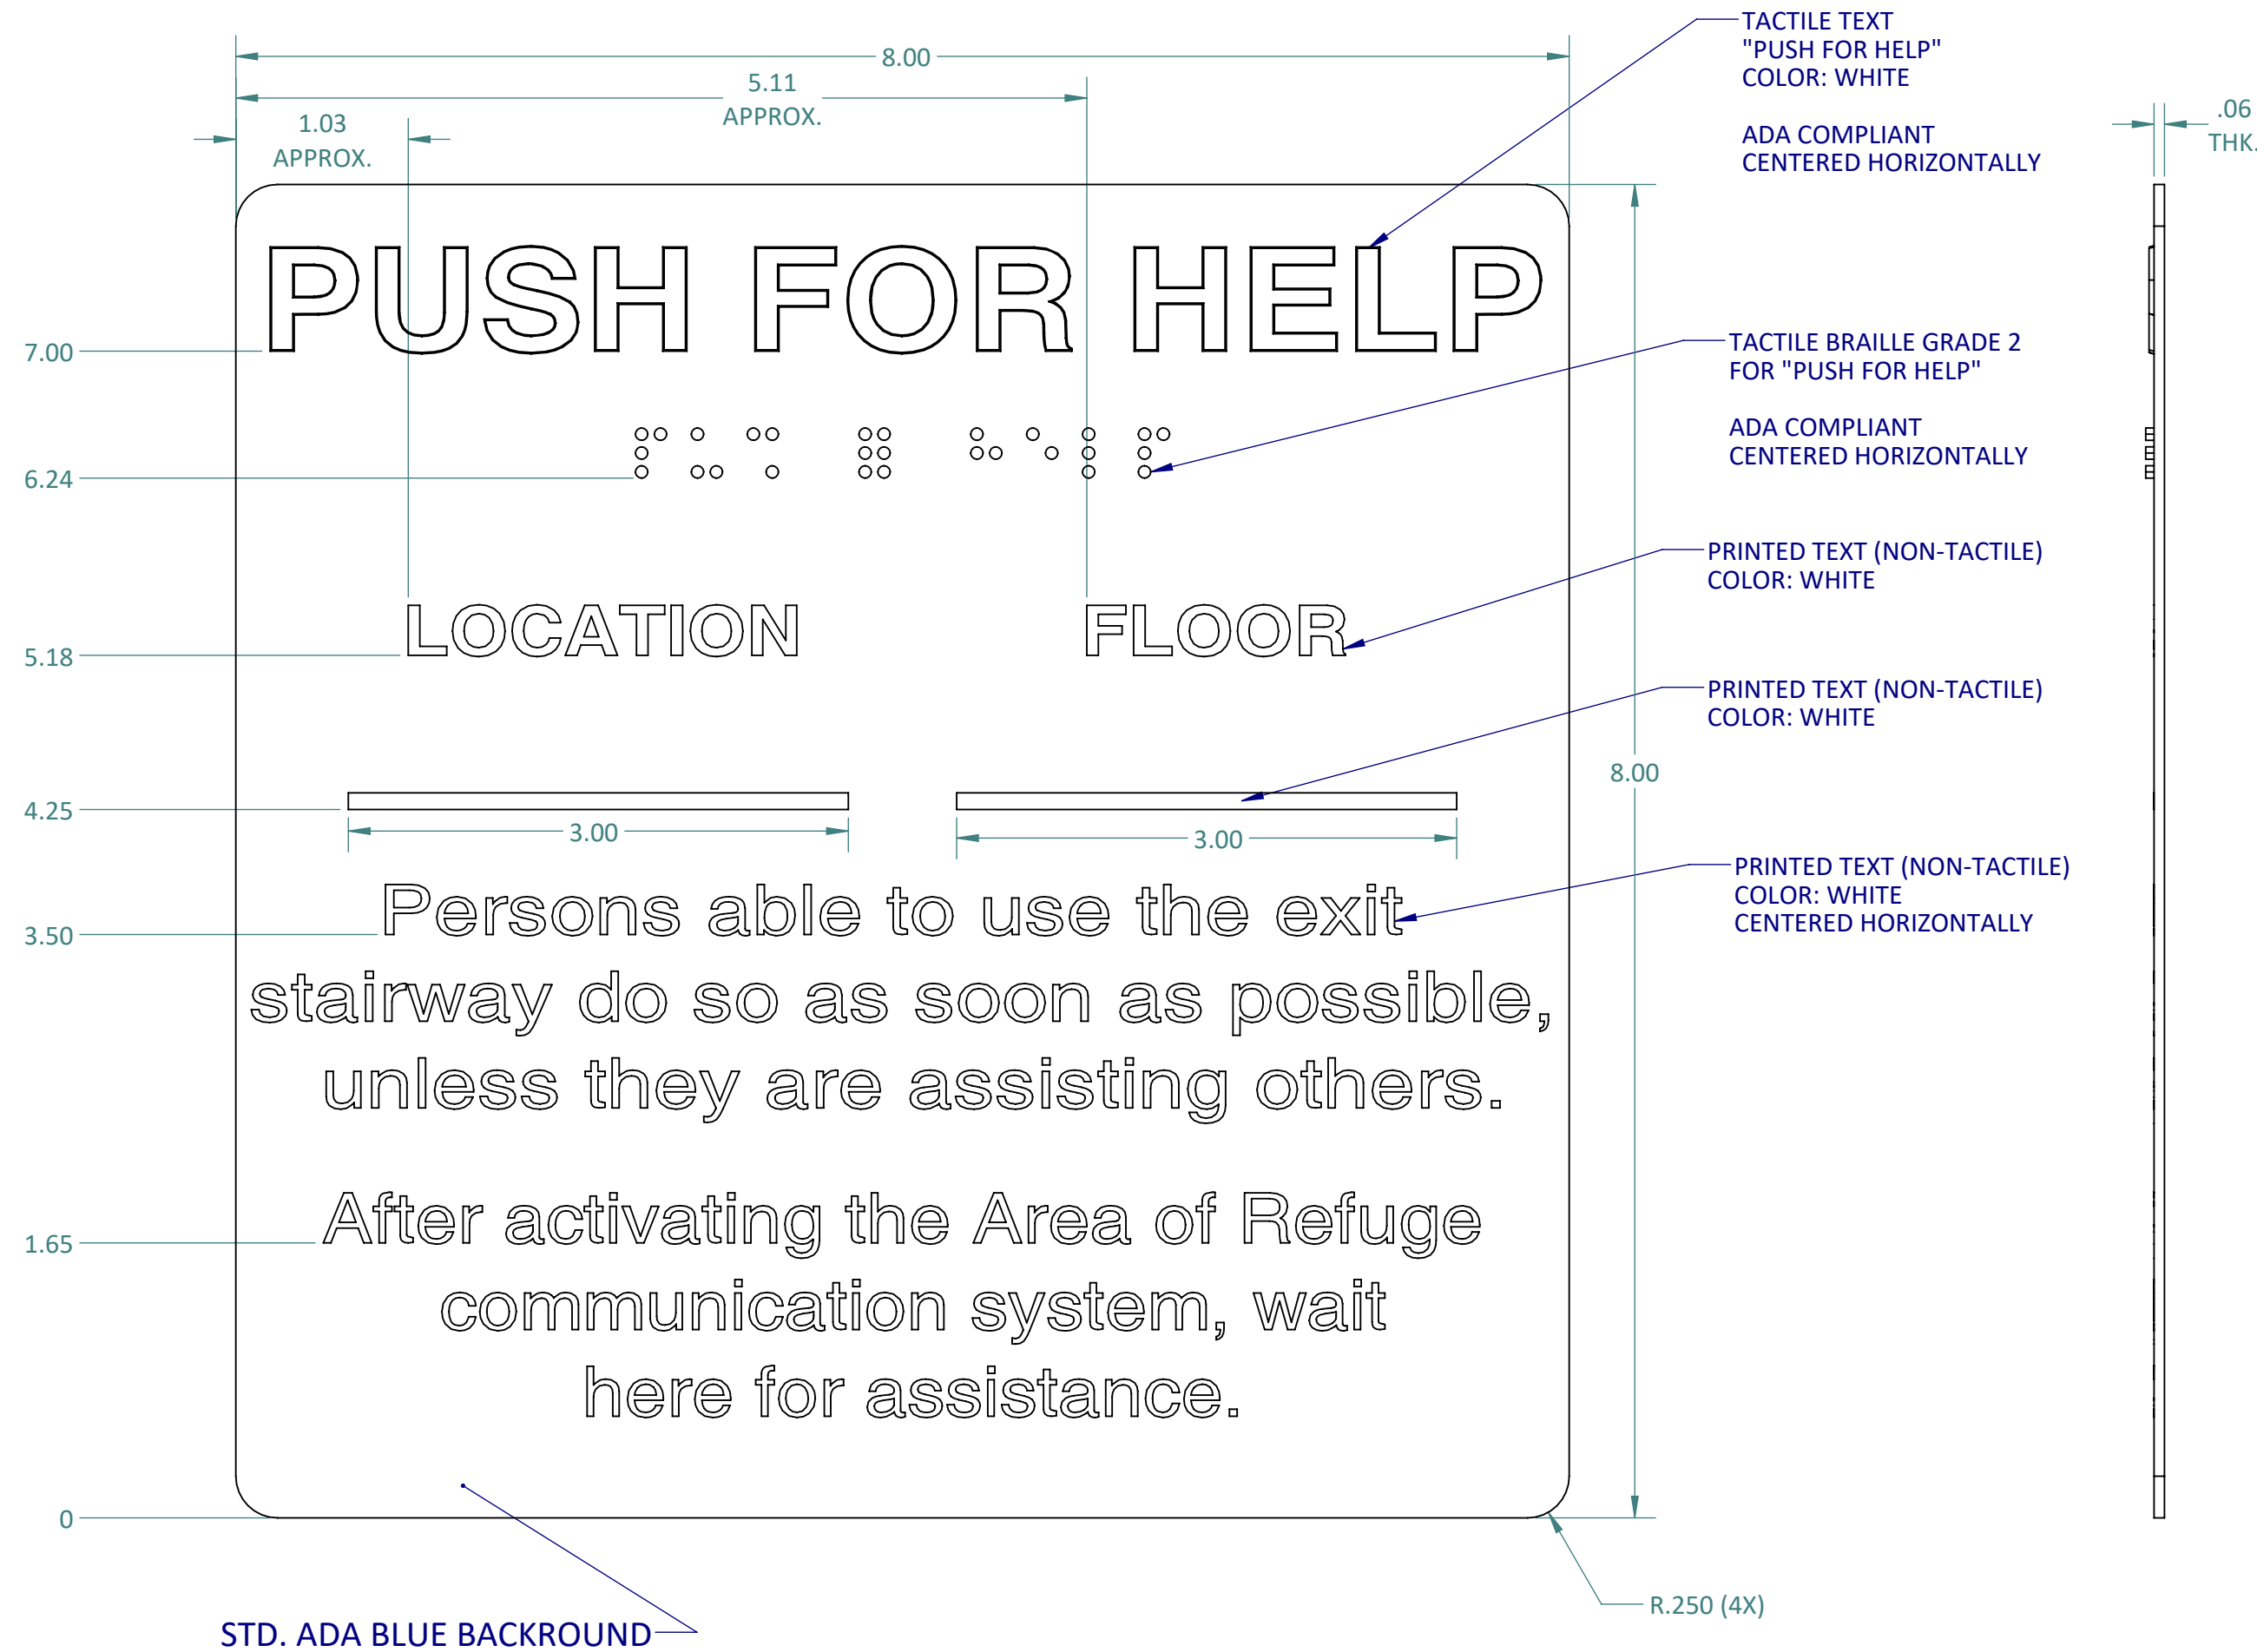 8.00
5.11
APPROX.
1.03
APPROX.
TACTILE TEXT
"PUSH FOR HELP"
COLOR: WHITE
ADA COMPLIANT
CENTERED HORIZONTALLY
.06
THK.
PUSH FOR HELP
7.00
⠏⠥⠩ ⠿ ⠓⠑⠇⠏
6.24
TACTILE BRAILLE GRADE 2
FOR "PUSH FOR HELP"
ADA COMPLIANT
CENTERED HORIZONTALLY
PRINTED TEXT (NON-TACTILE)
COLOR: WHITE
LOCATION FLOOR
5.18
PRINTED TEXT (NON-TACTILE)
COLOR: WHITE
8.00
4.25
3.00
3.00
PRINTED TEXT (NON-TACTILE)
COLOR: WHITE
CENTERED HORIZONTALLY
Persons able to use the exit
3.50
stairway do so as soon as possible,
unless they are assisting others.
After activating the Area of Refuge
1.65
communication system, wait
here for assistance.
0
R.250 (4X)
STD. ADA BLUE BACKROUND